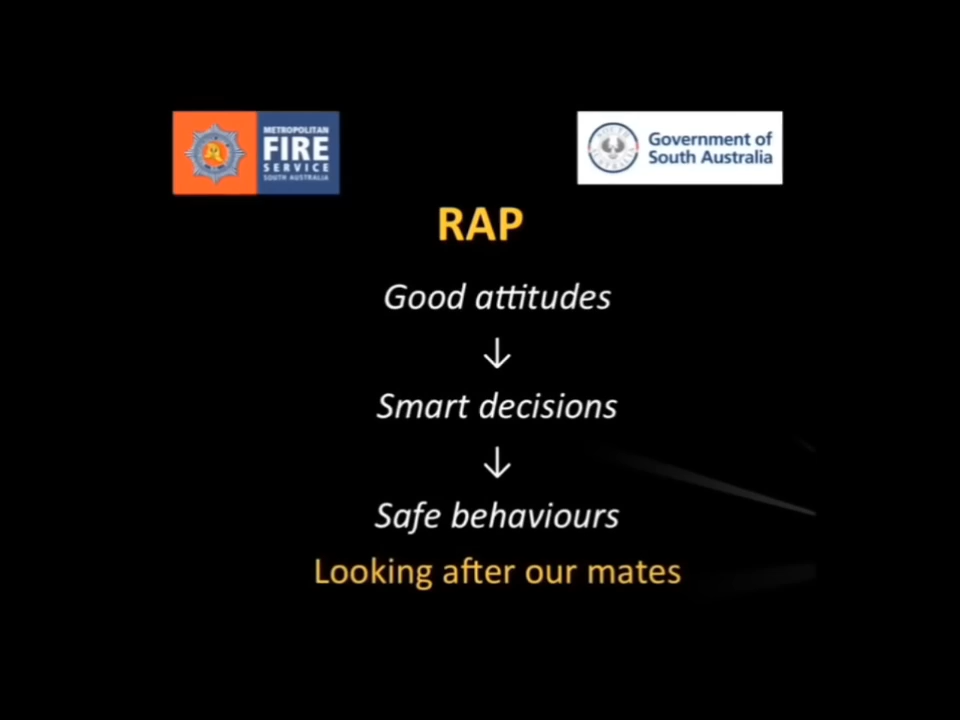 METROPOLITAN
FIRE
SERVICE
SOUTH AUSTRALIA
Government of
South Australia
RAP
Good attitudes
↓
Smart decisions
↓
Safe behaviours
Looking after our mates